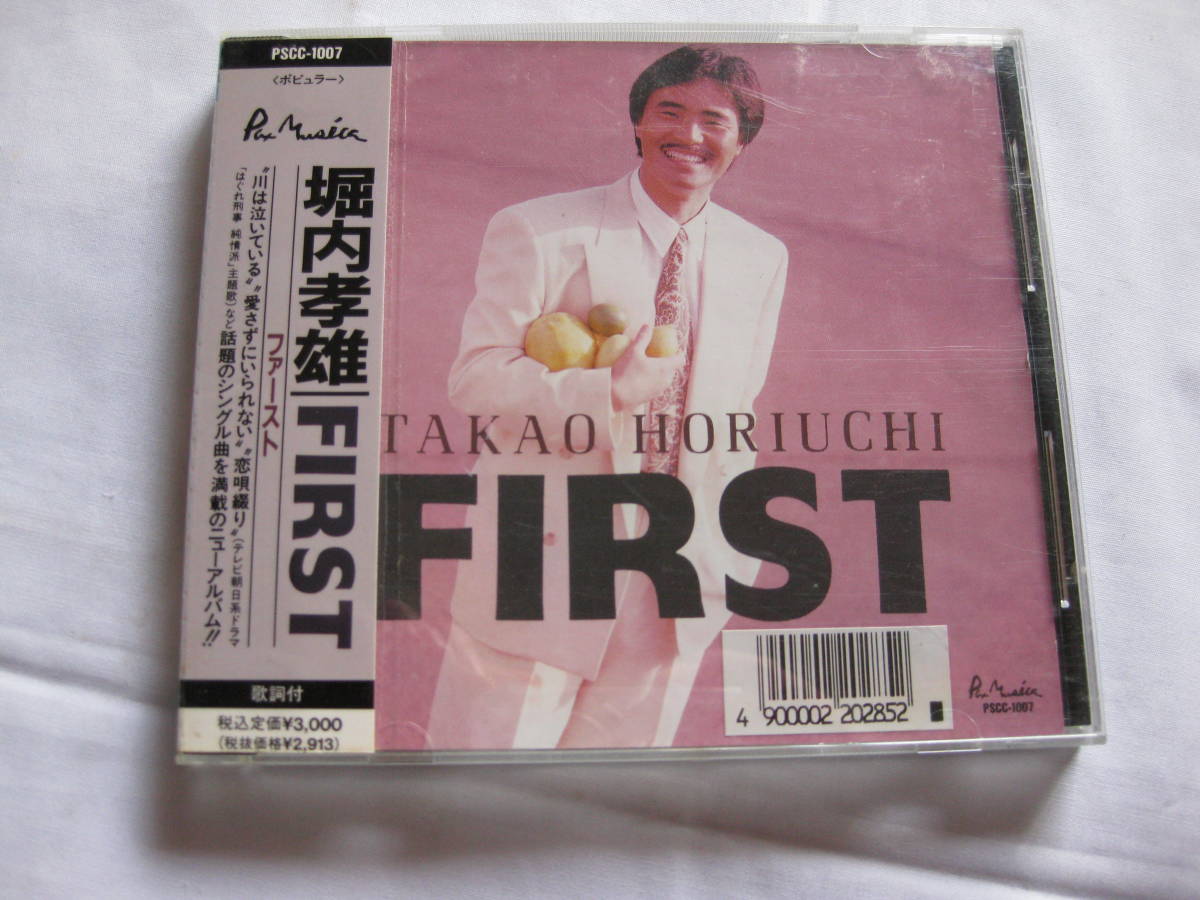 PSCC-1007
〈ポピュラー〉
Pax Musica
堀内孝雄 FIRST
ファースト
"川は泣いている" "愛さずにいられない" "恋唄綴り"(テレビ朝日系ドラマ
「はぐれ刑事 純情派」主題歌)など話題のシングル曲を満載のニューアルバム!!
歌詞付
税込定価¥3,000
(税抜価格¥2,913)
TAKAO HORIUCHI
FIRST
4 900002 202852
Pax Musica
PSCC-1007